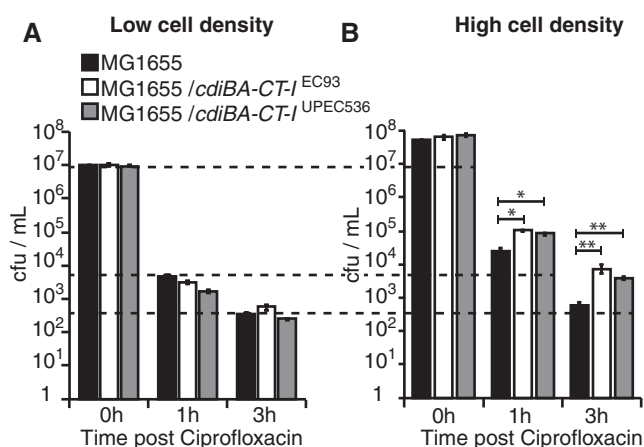 A
Low cell density
B
High cell density
MG1655
MG1655 /cdiBA-CT-I EC93
MG1655 /cdiBA-CT-I UPEC536
cfu / mL
10⁸
10⁷
10⁶
10⁵
10⁴
10³
10²
10¹
1
0h
1h
3h
Time post Ciprofloxacin
cfu / mL
10⁸
10⁷
10⁶
10⁵
10⁴
10³
10²
10¹
1
*
*
**
**
0h
1h
3h
Time post Ciprofloxacin